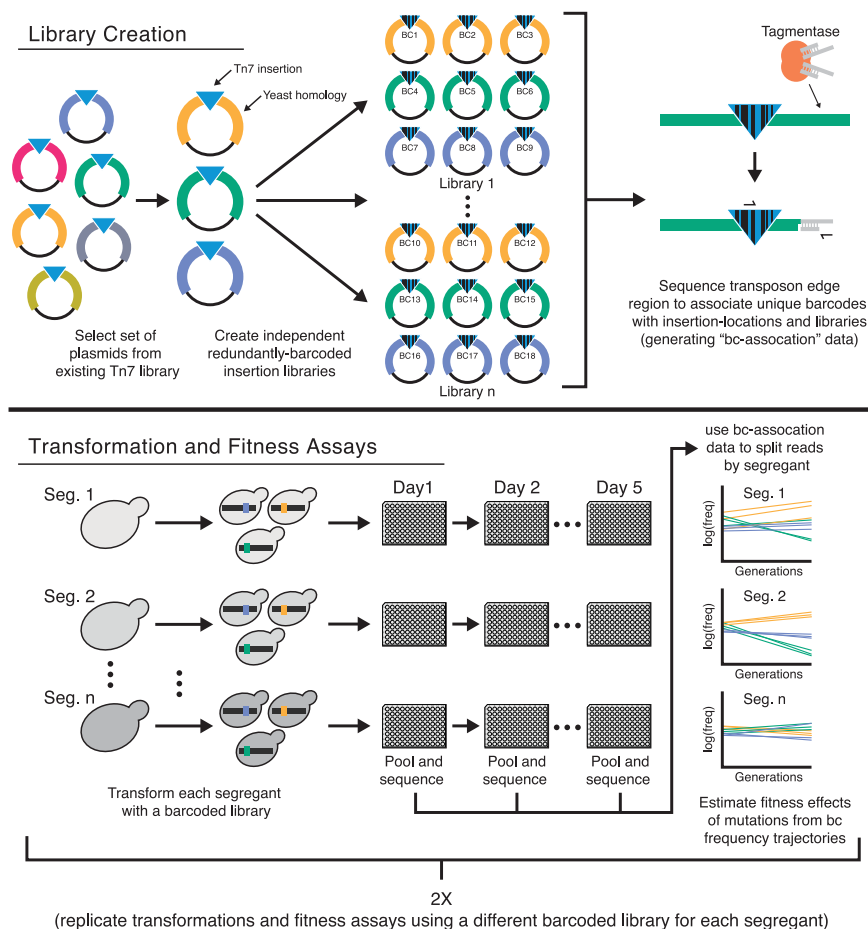 Library Creation
Tn7 insertion
Yeast homology
Select set of
plasmids from
existing Tn7 library
Create independent
redundantly-barcoded
insertion libraries
BC1 BC2 BC3
BC4 BC5 BC6
BC7 BC8 BC9
Library 1
BC10 BC11 BC12
BC13 BC14 BC15
BC16 BC17 BC18
Library n
Tagmentase
Sequence transposon edge
region to associate unique barcodes
with insertion-locations and libraries
(generating “bc-assocation” data)
Transformation and Fitness Assays
Seg. 1
Seg. 2
Seg. n
Transform each segregant
with a barcoded library
Day1 Day 2 Day 5
Pool and
sequence
Pool and
sequence
Pool and
sequence
use bc-assocation
data to split reads
by segregant
Seg. 1
log(freq)
Generations
Seg. 2
log(freq)
Generations
Seg. n
log(freq)
Generations
Estimate fitness effects
of mutations from bc
frequency trajectories
2X
(replicate transformations and fitness assays using a different barcoded library for each segregant)